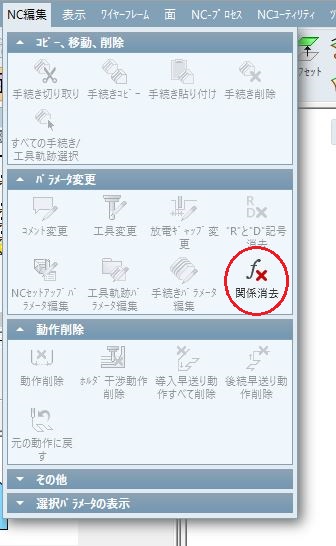 NC編集 表示 ﾜｲﾔｰﾌﾚｰﾑ 面 NC-ﾌﾟﾛｾｽ NCﾕｰﾃｨﾘﾃｨ ﾂ
ｺﾋﾟｰ、移動、削除
手続き切り取り 手続きｺﾋﾟｰ 手続き貼り付け 手続き削除
すべての手続き/
工具軌跡選択
ﾊﾟﾗﾒｰﾀ変更
ｺﾒﾝﾄ変更 工具変更 放電ｷﾞｬｯﾌﾟ変
更 "R"と"D"記号
消去
NCｾｯﾄｱｯﾌﾟﾊﾟ
ﾗﾒｰﾀ編集 工具軌跡ﾊﾟ
ﾗﾒｰﾀ編集 手続きﾊﾟﾗﾒｰﾀ
編集 関係消去
動作削除
動作削除 ﾎﾙﾀﾞ干渉動作
削除 導入早送り動
作すべて削除 後続早送り動
作削除
元の動作に戻
す
その他
選択ﾊﾟﾗﾒｰﾀの表示
フセット